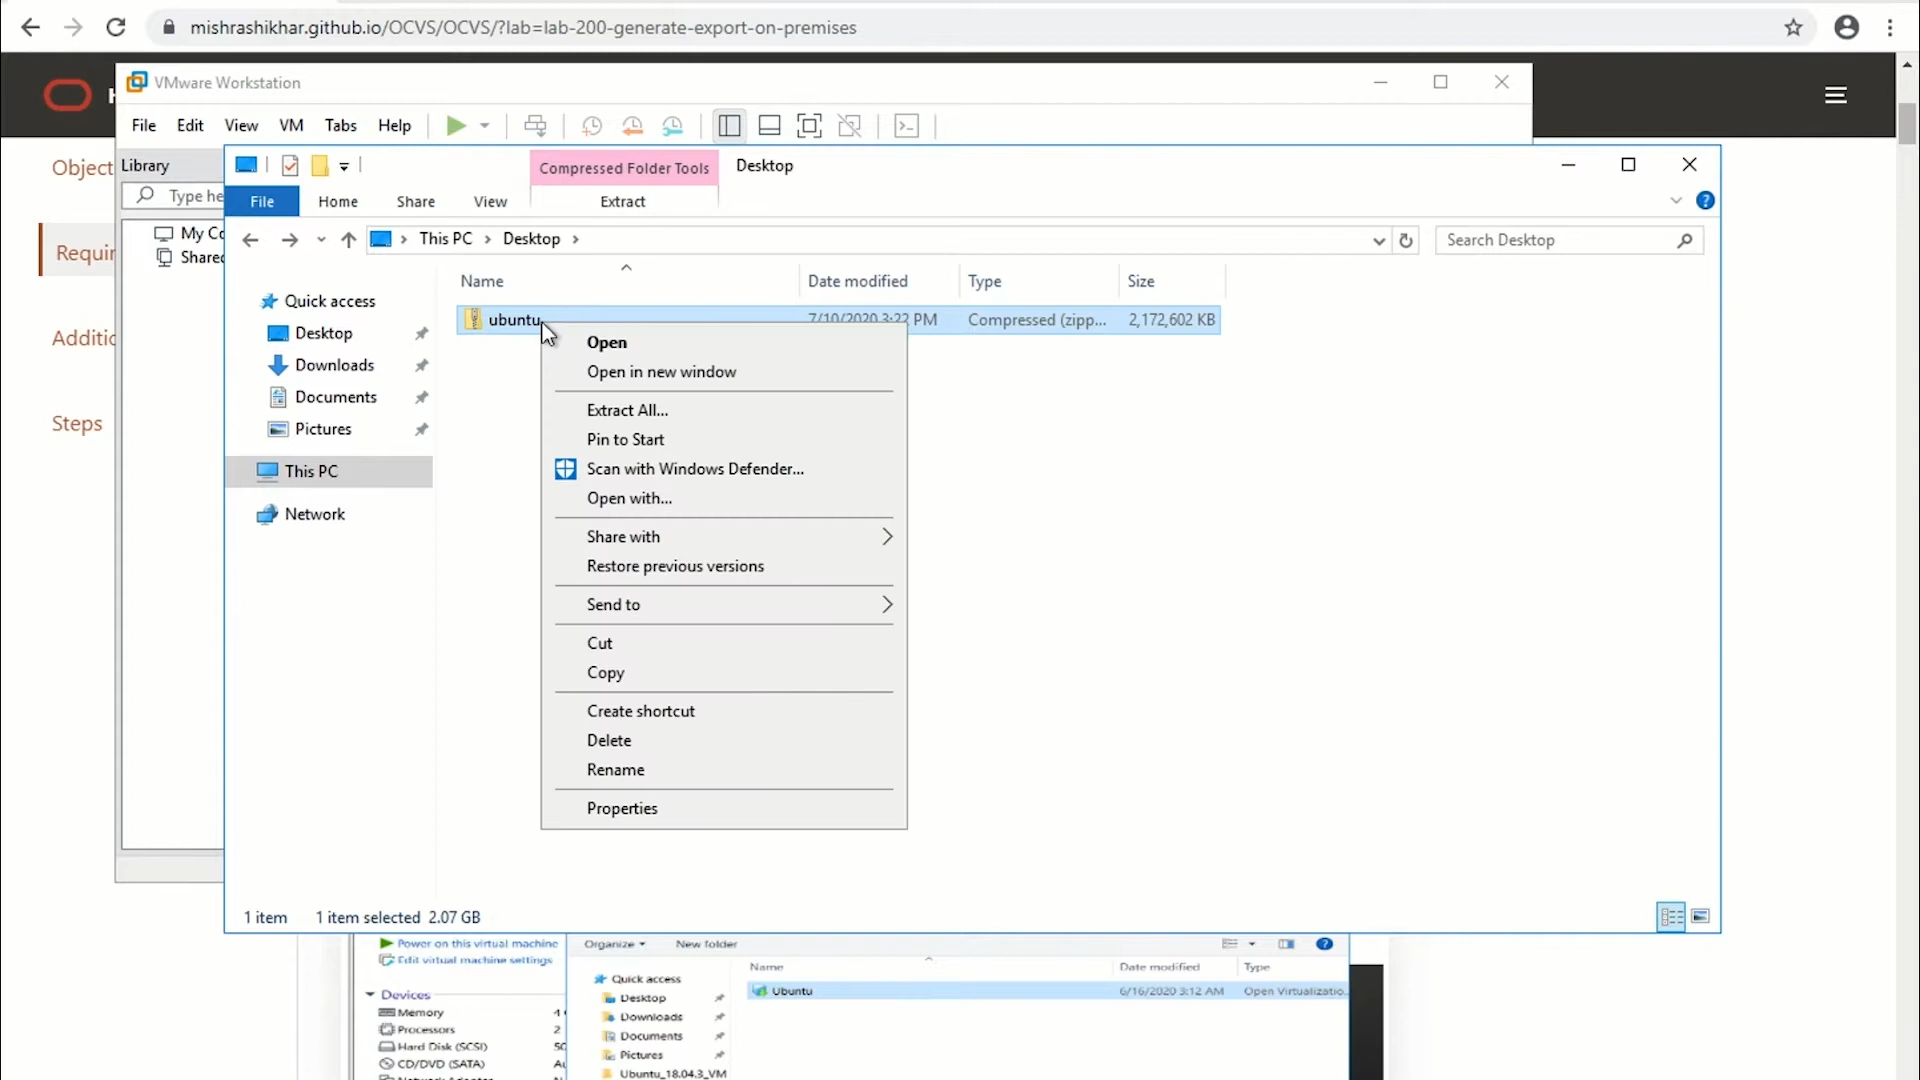 mishrashikhar.github.io/OCVS/OCVS/?lab=lab-200-generate-export-on-premises
VMware Workstation
File Edit View VM Tabs Help
Object
Requir
Additic
Steps
Library
Type he
My Co
Shared
Compressed Folder Tools Desktop
File Home Share View Extract
This PC Desktop
Search Desktop
Name Date modified Type Size
ubuntu 7/10/2020 3:22 PM Compressed (zipp... 2,172,602 KB
Quick access
Desktop
Downloads
Documents
Pictures
This PC
Network
Open
Open in new window
Extract All...
Pin to Start
Scan with Windows Defender...
Open with...
Share with
Restore previous versions
Send to
Cut
Copy
Create shortcut
Delete
Rename
Properties
1 item 1 item selected 2.07 GB
Power on this virtual machine
Edit virtual machine settings
Devices
Memory 4
Processors 2
Hard Disk (SCSI) 50
CD/DVD (SATA) Au
Organize New folder
Name Date modified Type
Quick access
Desktop
Downloads
Documents
Pictures
Ubuntu_18.04.3_VM
Ubuntu 6/16/2020 3:12 AM Open Virtualizatio